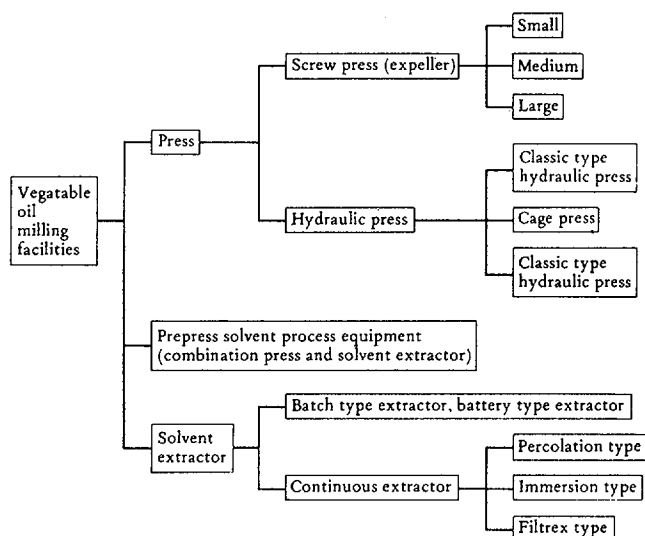 Vegatable
oil
milling
facilities
Press
Screw press (expeller)
Small
Medium
Large
Hydraulic press
Classic type
hydraulic press
Cage press
Classic type
hydraulic press
Prepress solvent process equipment
(combination press and solvent extractor)
Solvent
extractor
Batch type extractor, battery type extractor
Continuous extractor
Percolation type
Immersion type
Filtrex type